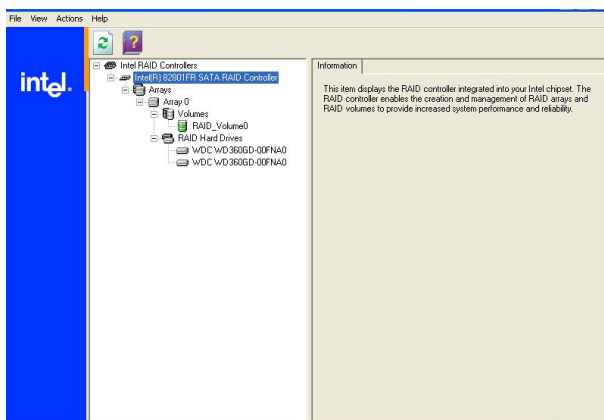 File View Actions Help
intel.
Intel RAID Controllers
Intel(R) 82801FR SATA RAID Controller
Arrays
Array 0
Volumes
RAID_Volume0
RAID Hard Drives
WDC WD360GD-00FNA0
WDC WD360GD-00FNA0
Information
This item displays the RAID controller integrated into your Intel chipset. The
RAID controller enables the creation and management of RAID arrays and
RAID volumes to provide increased system performance and reliability.